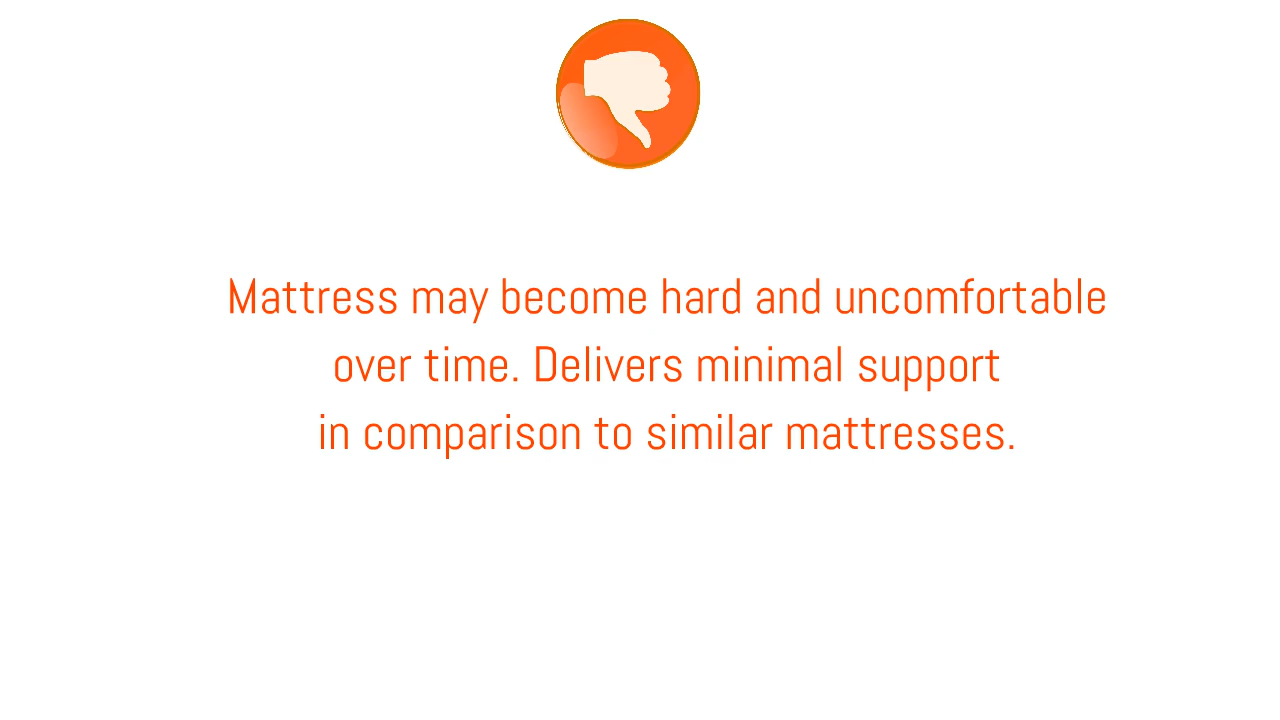 Mattress may become hard and uncomfortable
over time. Delivers minimal support
in comparison to similar mattresses.